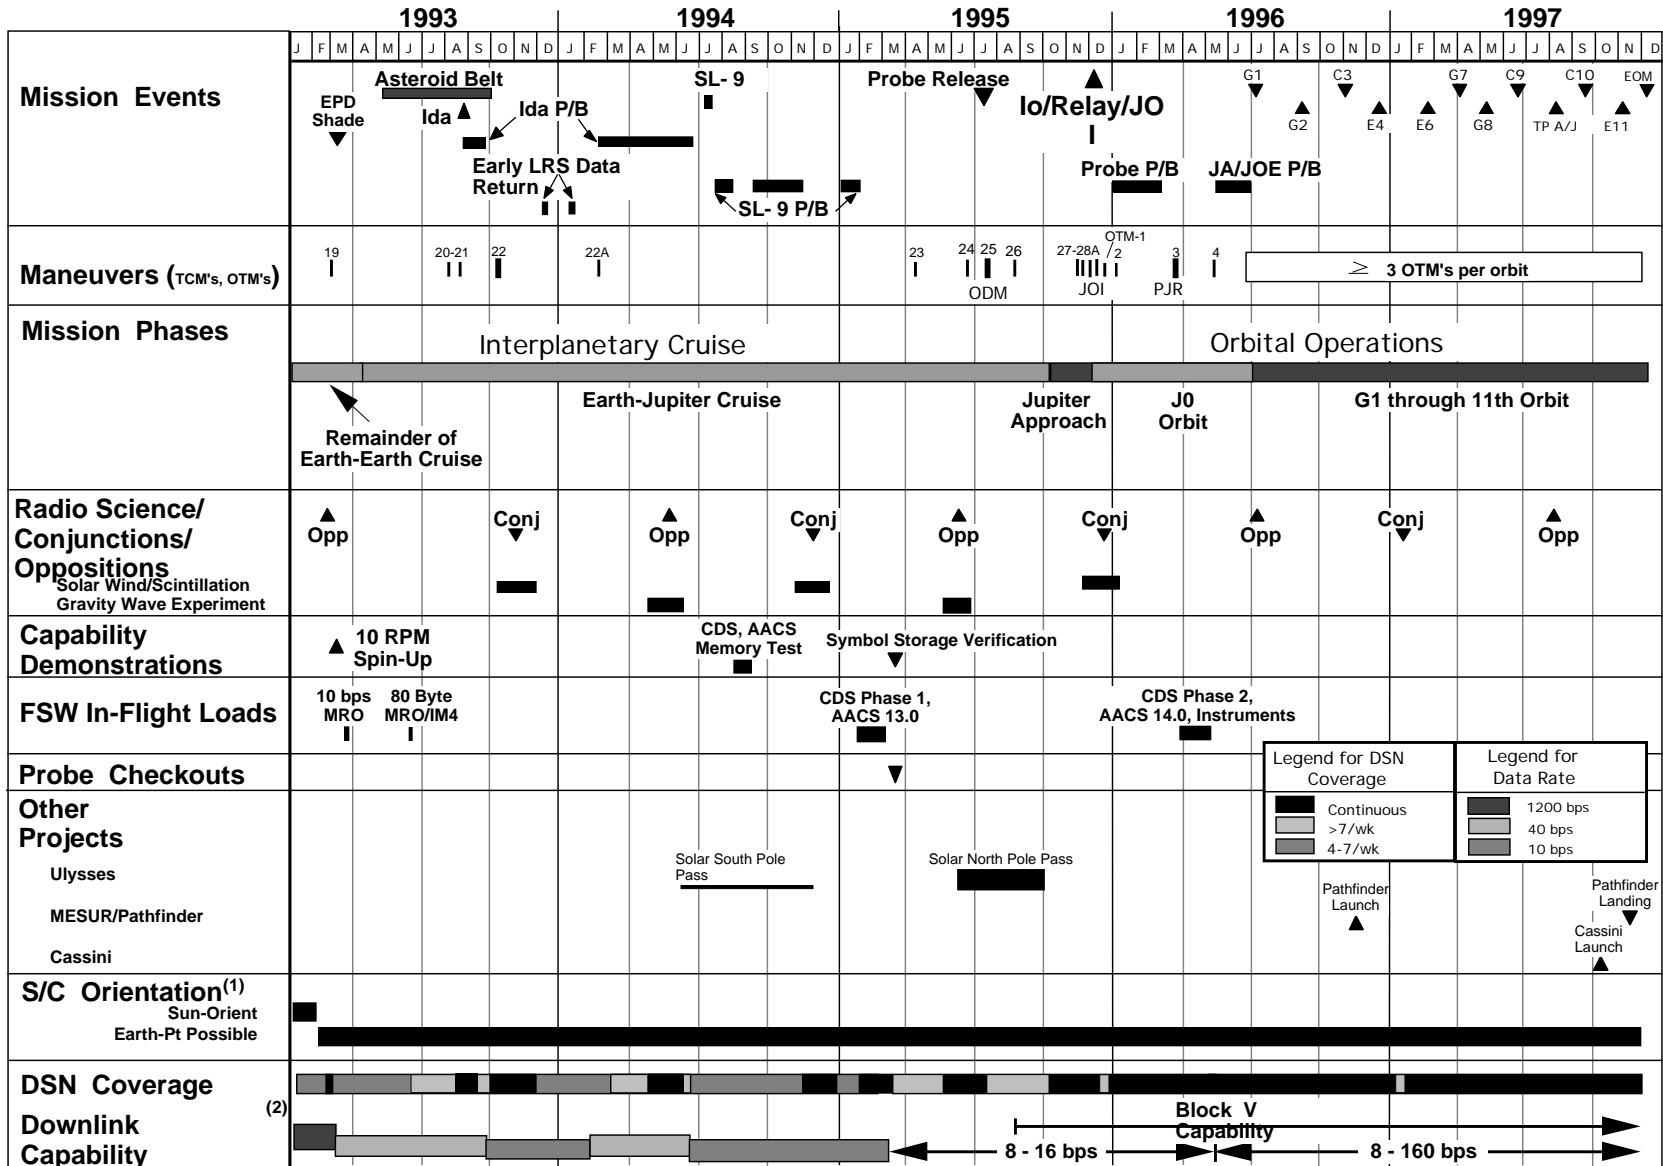 1993 1994 1995 1996 1997
J F M A M J J A S O N D J F M A M J J A S O N D J F M A M J J A S O N D J F M A M J J A S O N D J F M A M J J A S O N D
Mission Events
Asteroid Belt
SL- 9
Probe Release
G1 C3 G7 C9 C10 EOM
EPD
Shade
Ida
Ida P/B
Io/Relay/JO
G2 E4 E6 G8 TP A/J E11
Early LRS Data
Return
Probe P/B
JA/JOE P/B
SL- 9 P/B
Maneuvers (TCM's, OTM's)
19 20-21 22 22A 23 24 25 26 27-28A OTM-1 2 3 4
≥ 3 OTM's per orbit
ODM JOI PJR
Mission Phases
Interplanetary Cruise
Orbital Operations
Earth-Jupiter Cruise
Jupiter
Approach
J0
Orbit
G1 through 11th Orbit
Remainder of
Earth-Earth Cruise
Radio Science/
Conjunctions/
Oppositions
Opp Conj Opp Conj Opp Conj Opp Conj Opp
Solar Wind/Scintillation
Gravity Wave Experiment
Capability
Demonstrations
10 RPM
Spin-Up
CDS, AACS
Memory Test
Symbol Storage Verification
FSW In-Flight Loads
10 bps
MRO
80 Byte
MRO/IM4
CDS Phase 1,
AACS 13.0
CDS Phase 2,
AACS 14.0, Instruments
Probe Checkouts
Legend for DSN
Coverage
Continuous
>7/wk
4-7/wk
Legend for
Data Rate
1200 bps
40 bps
10 bps
Other
Projects
Ulysses
Solar South Pole
Pass
Solar North Pole Pass
MESUR/Pathfinder
Pathfinder
Launch
Pathfinder
Landing
Cassini
Cassini
Launch
S/C Orientation(1)
Sun-Orient
Earth-Pt Possible
DSN Coverage
(2)
Downlink
Capability
Block V
Capability
8 - 16 bps
8 - 160 bps